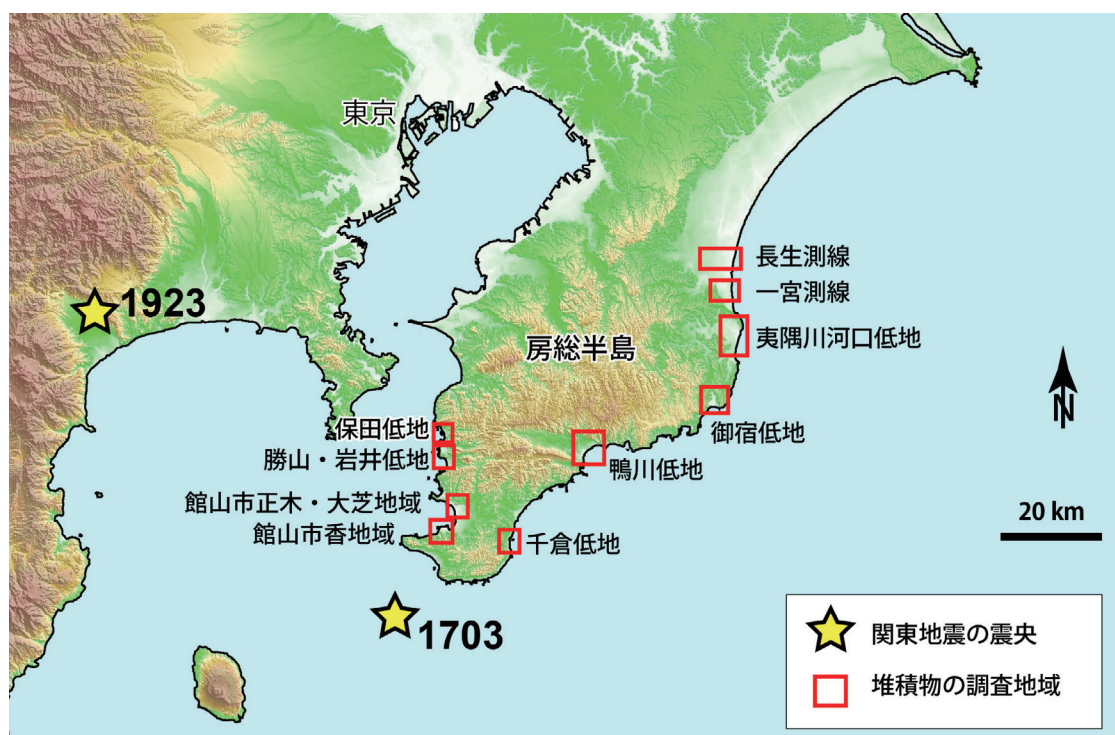 東京
長生測線
一宮測線
1923
夷隅川河口低地
房総半島
N
保田低地
御宿低地
勝山・岩井低地
鴨川低地
館山市正木・大芝地域
20 km
館山市香地域
千倉低地
1703
関東地震の震央
堆積物の調査地域